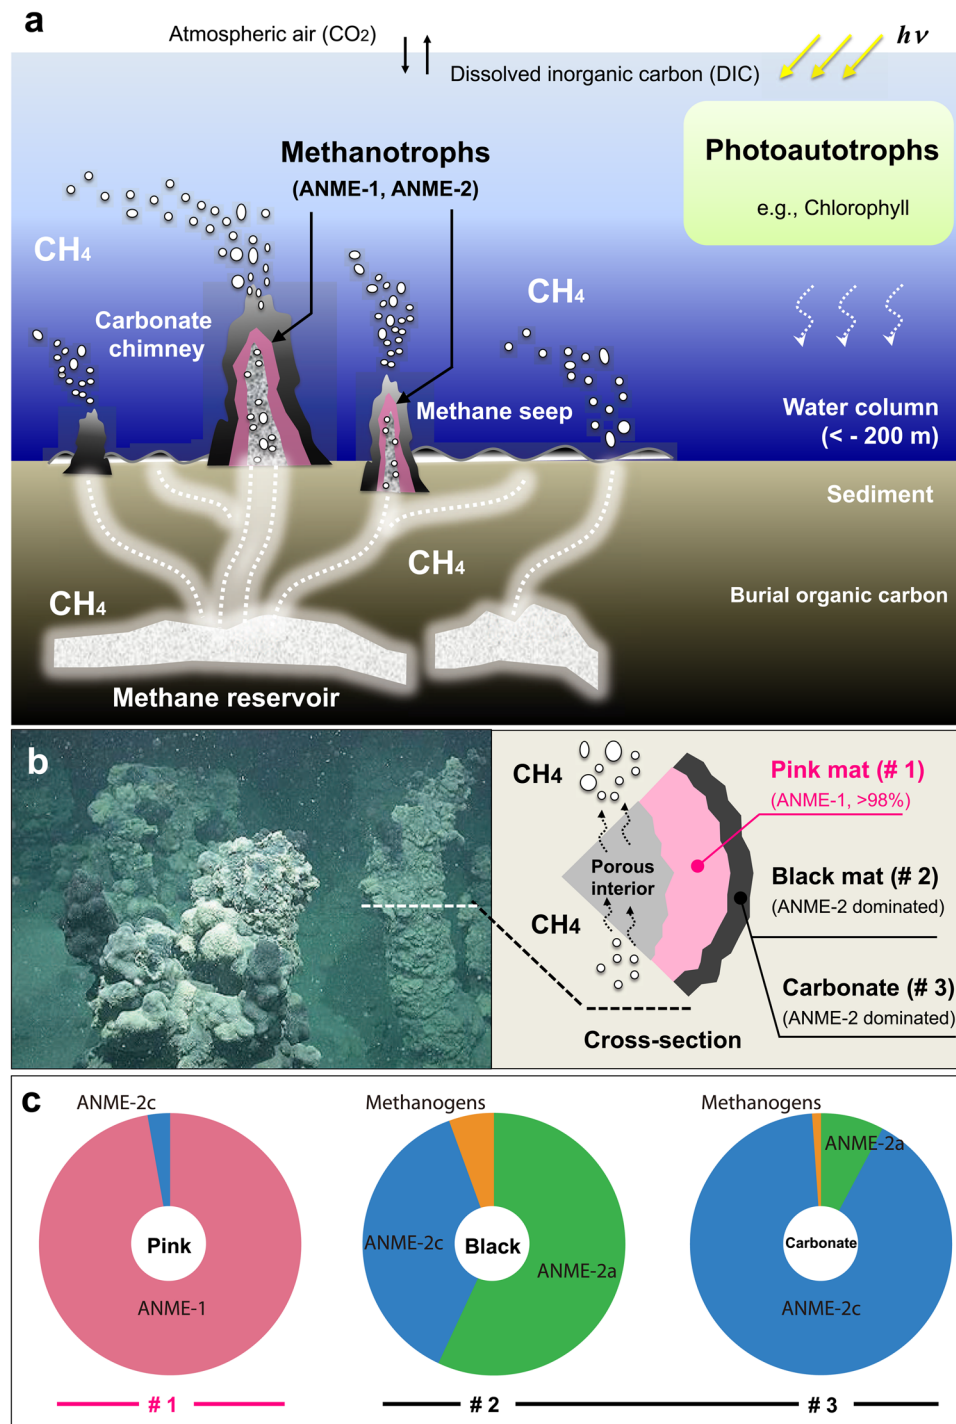 a
Atmospheric air (CO2)
hν
Dissolved inorganic carbon (DIC)
Methanotrophs
(ANME-1, ANME-2)
Photoautotrophs
e.g., Chlorophyll
CH4
CH4
Carbonate
chimney
Methane seep
Water column
(< - 200 m)
Sediment
CH4
CH4
Burial organic carbon
Methane reservoir
b
CH4
Pink mat (# 1)
(ANME-1, >98%)
Porous
interior
Black mat (# 2)
(ANME-2 dominated)
CH4
Carbonate (# 3)
(ANME-2 dominated)
Cross-section
c
ANME-2c
Methanogens
Methanogens
ANME-2a
Pink
ANME-2c
Black
Carbonate
ANME-2a
ANME-1
ANME-2c
# 1
# 2
# 3